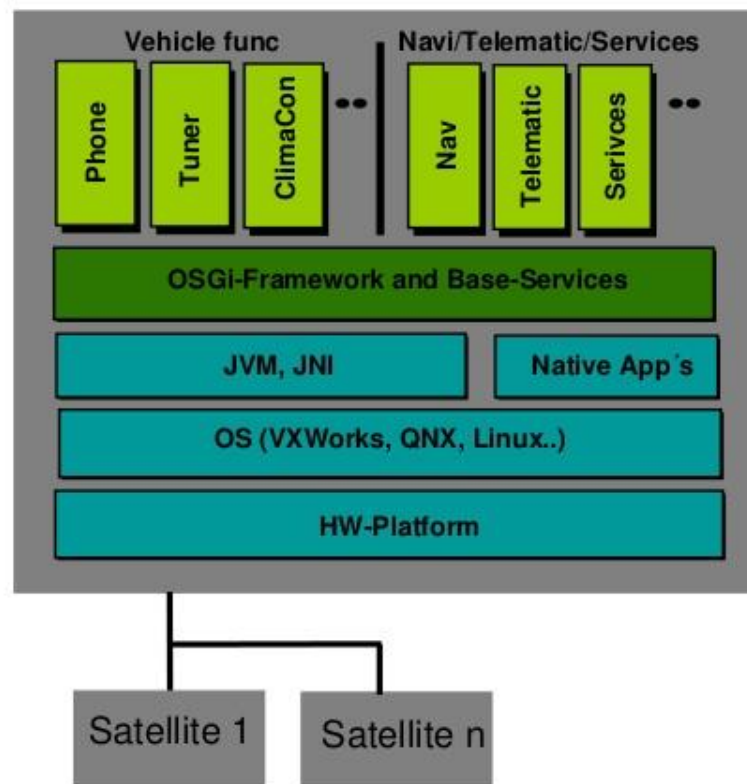 Vehicle func
Navi/Telematic/Services
Phone
Tuner
ClimaCon
Nav
Telematic
Serivces
OSGi-Framework and Base-Services
JVM, JNI
Native App´s
OS (VXWorks, QNX, Linux..)
HW-Platform
Satellite 1
Satellite n